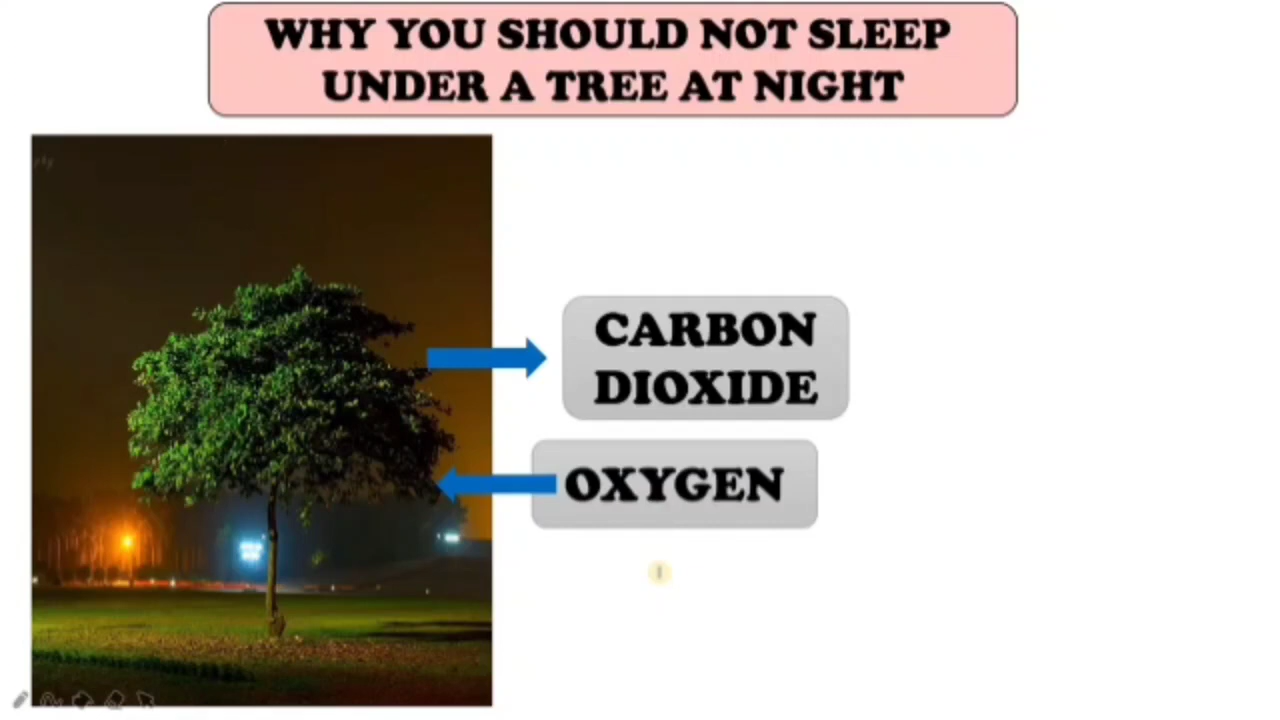 WHY YOU SHOULD NOT SLEEP
UNDER A TREE AT NIGHT
CARBON
DIOXIDE
OXYGEN